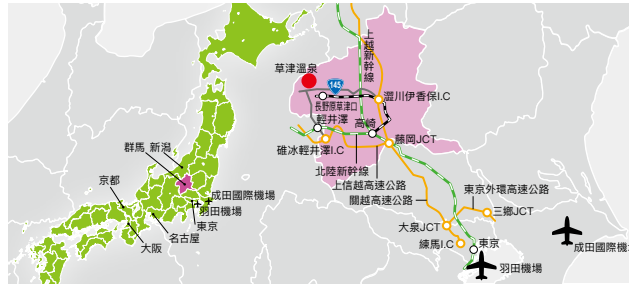 群馬
新潟
京都
大阪
名古屋
東京
羽田機場
成田國際機場
上越新幹線
草津溫泉
145
長野原草津口
澀川伊香保I.C
輕井澤
高崎
藤岡JCT
碓冰輕井澤I.C
北陸新幹線
上信越高速公路
關越高速公路
東京外環高速公路
三鄉JCT
大泉JCT
練馬I.C
東京
羽田機場
成田國際機